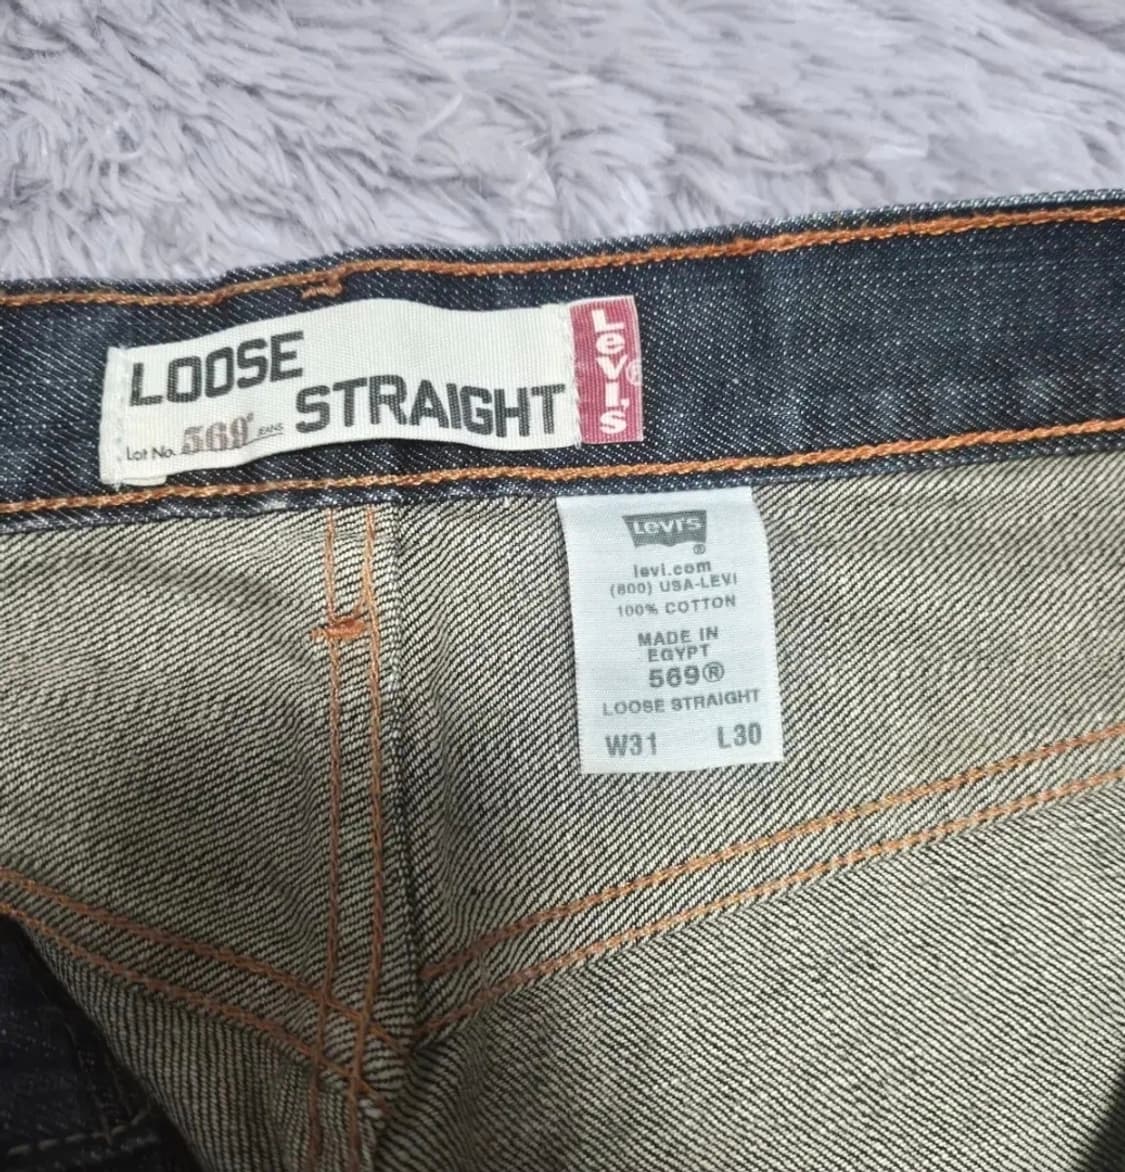 LOOSE
STRAIGHT
Lot No. 569® JEANS
LEVI'S®
LEVI'S
®
levi.com
(800) USA-LEVI
100% COTTON
MADE IN
EGYPT
569®
LOOSE STRAIGHT
W31 L30